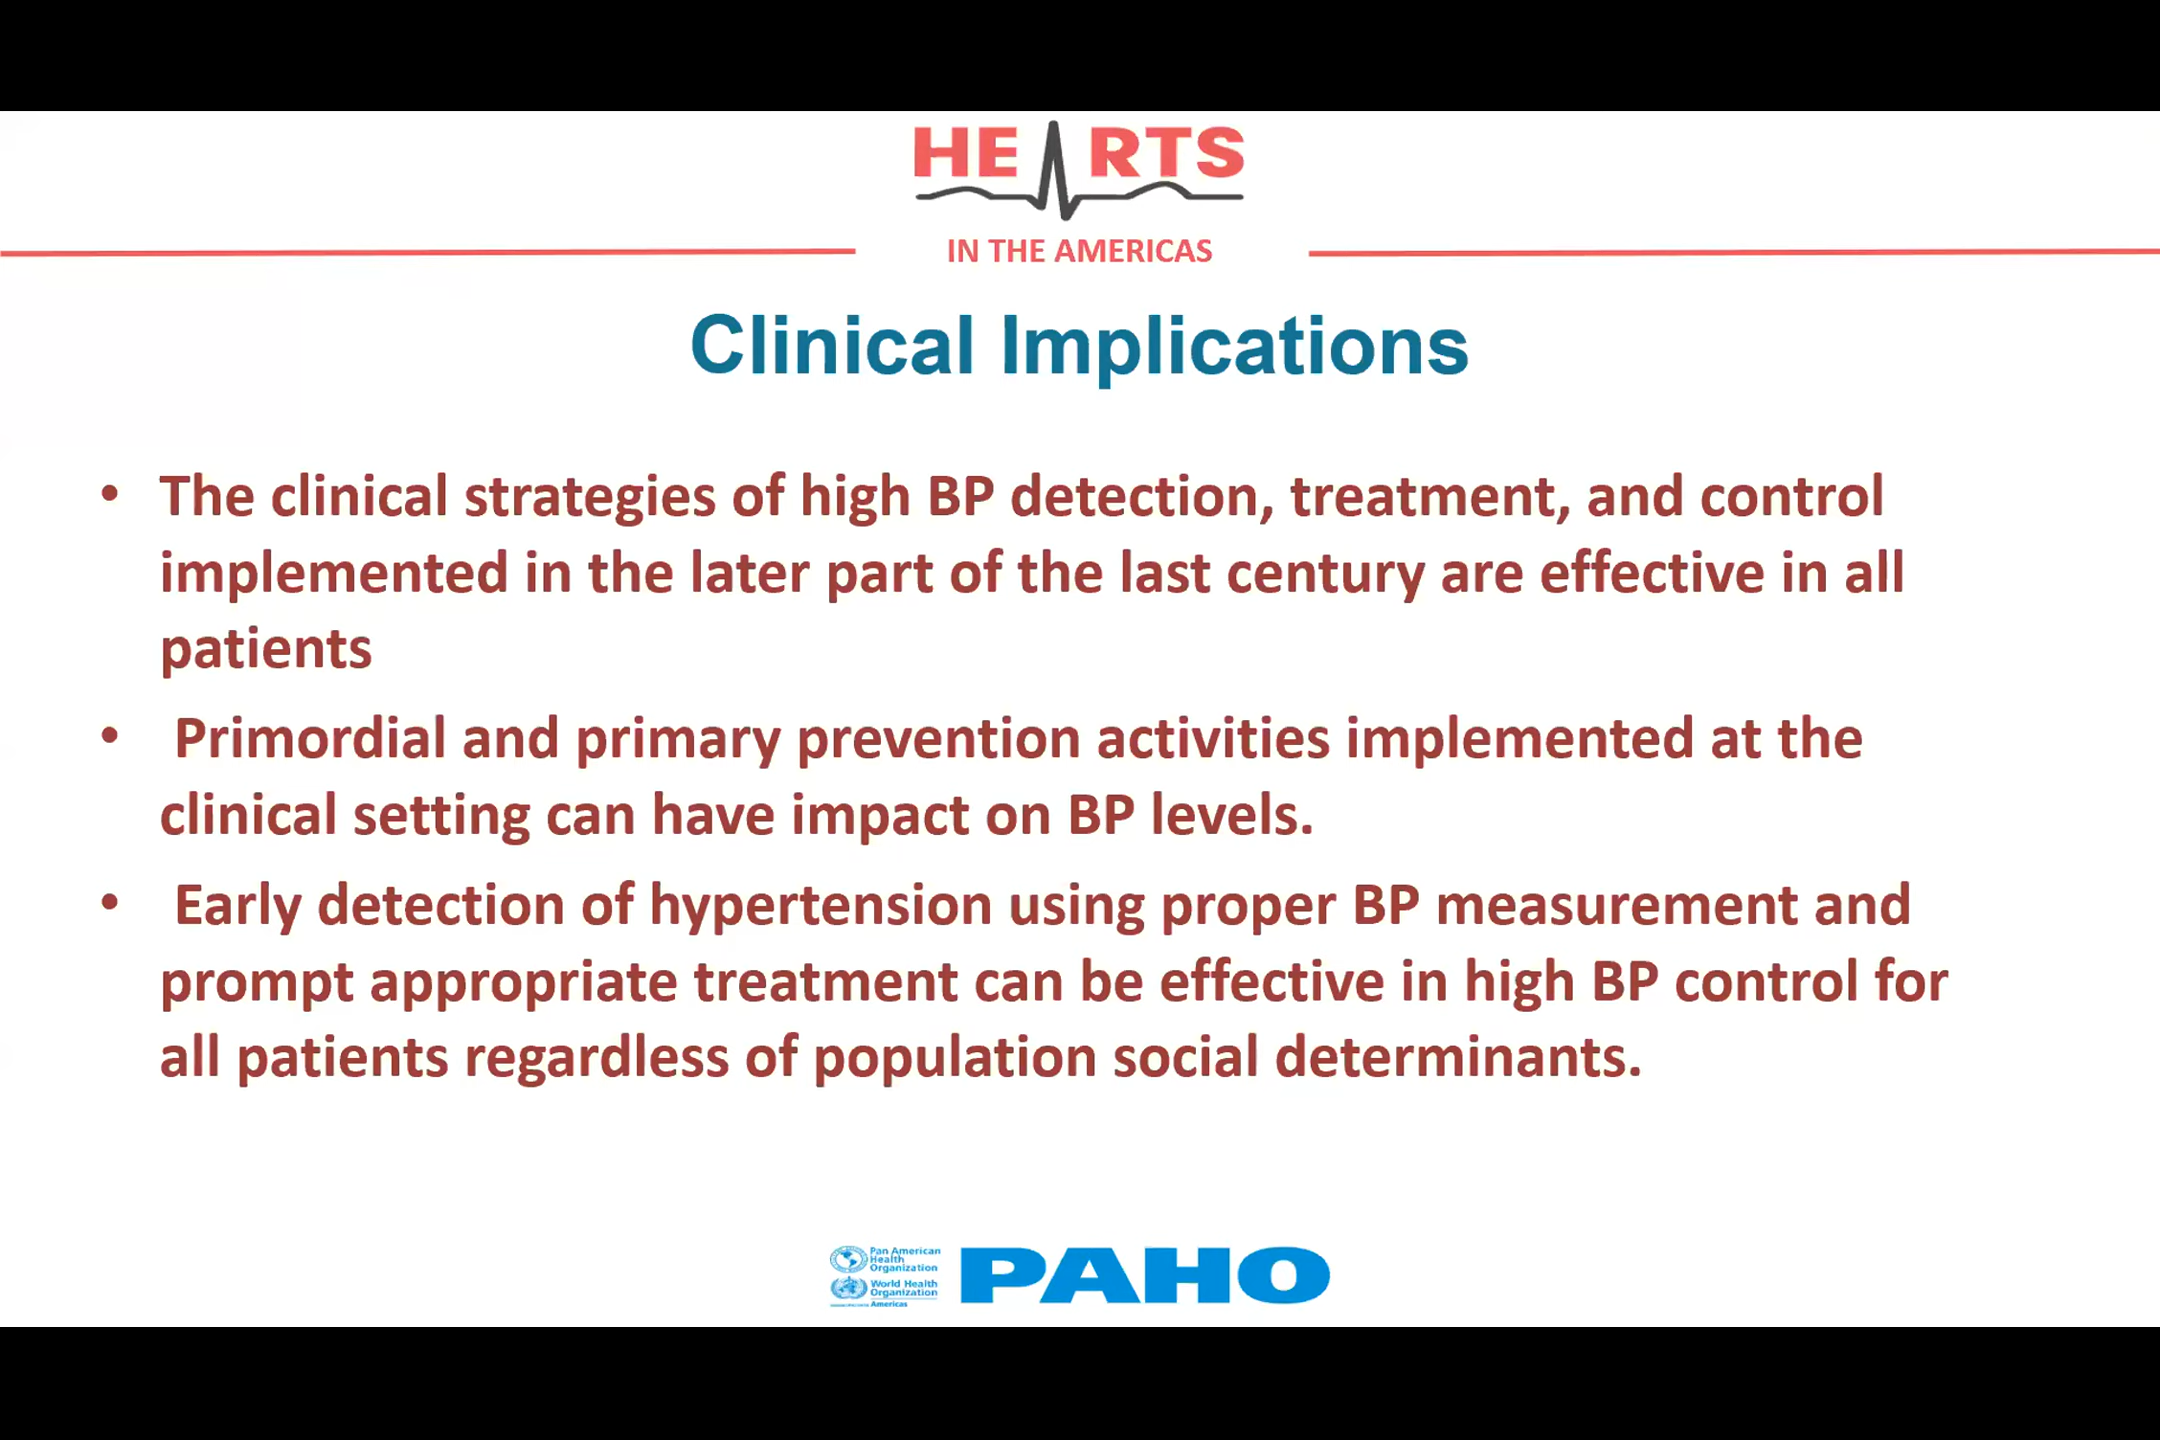 HEARTS
IN THE AMERICAS
Clinical Implications
• The clinical strategies of high BP detection, treatment, and control
implemented in the later part of the last century are effective in all
patients
• Primordial and primary prevention activities implemented at the
clinical setting can have impact on BP levels.
• Early detection of hypertension using proper BP measurement and
prompt appropriate treatment can be effective in high BP control for
all patients regardless of population social determinants.
Pan American
Health
Organization
World Health
Organization
Americas
PAHO